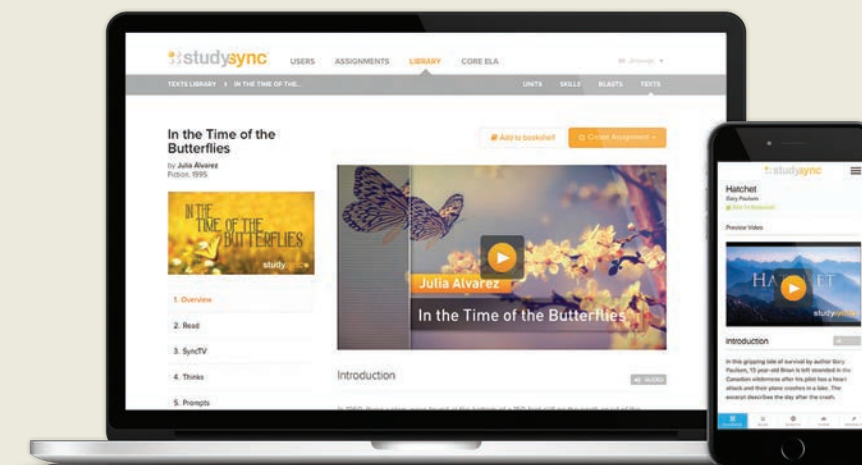 studysync USERS ASSIGNMENTS LIBRARY CORE ELA
TEXTS LIBRARY > IN THE TIME OF THE... UNITS SKILLS BLASTS TEXTS
In the Time of the
Butterflies
by Julia Alvarez
Fiction, 1995
Add to bookshelf
Create Assignment
IN THE
TIME OF THE
BUTTERFLIES
studysync
Julia Alvarez
In the Time of the Butterflies
1. Overview
2. Read
3. SyncTV
4. Thinks
5. Prompts
Introduction
AUDIO
studysync
Hatchet
Gary Paulsen
Add To Bookshelf
Preview Video
HATCHET
studysync
Introduction
In this gripping tale of survival by author Gary
Paulsen, 13 year-old Brian is left stranded in the
Canadian wilderness after his pilot has a heart
attack and their plane crashes in a lake. The
excerpt describes the day after the crash.